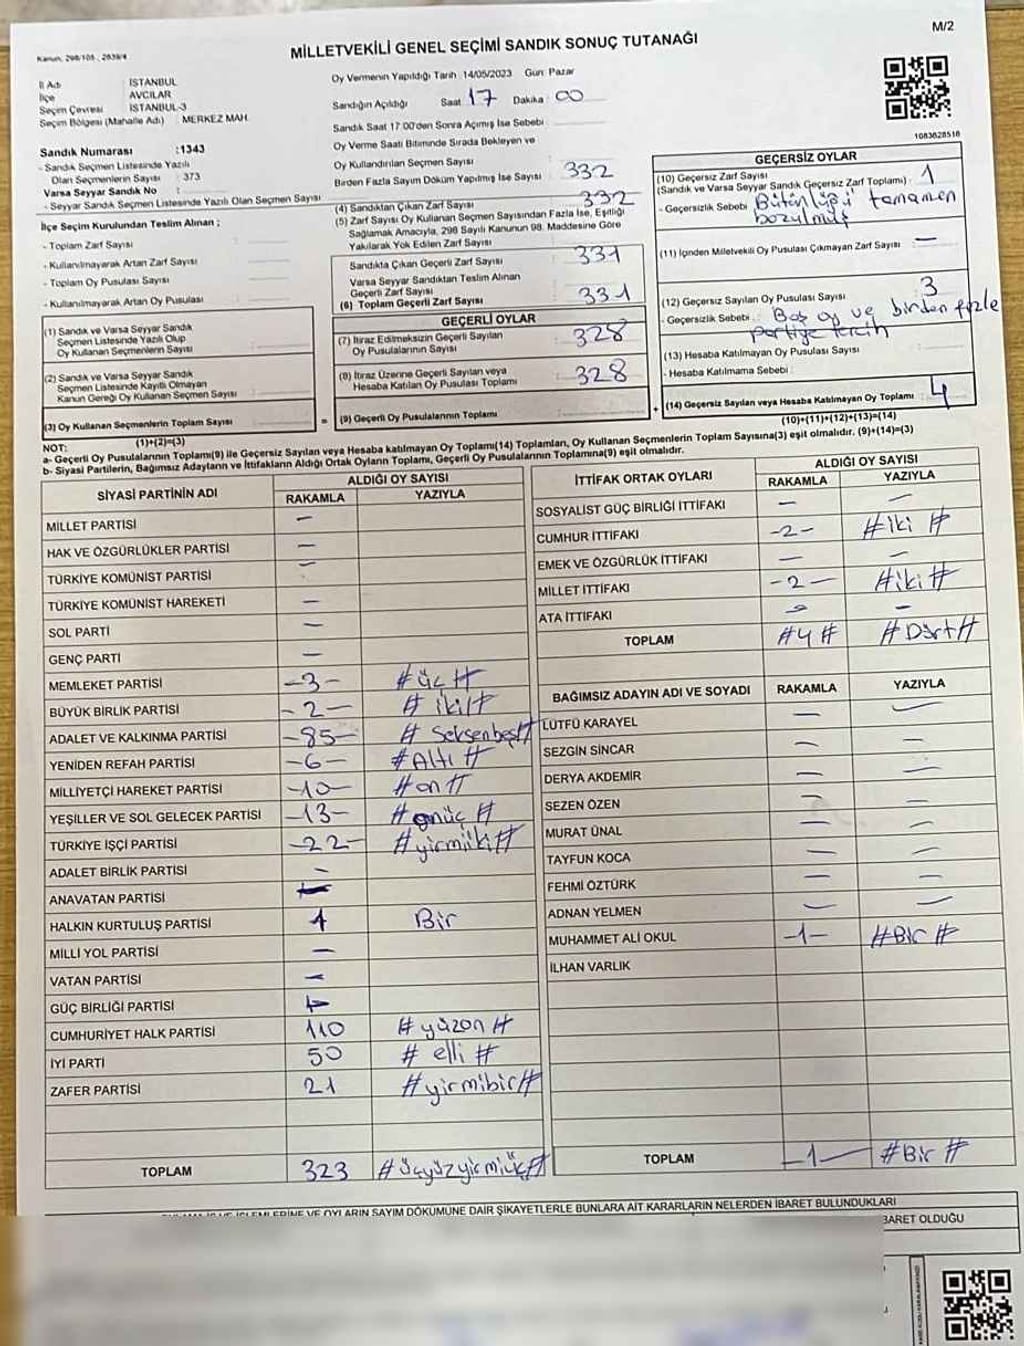 M/2
Kanun: 298/105 , 2839/4
MİLLETVEKİLİ GENEL SEÇİMİ SANDIK SONUÇ TUTANAĞI
İl Adı : İSTANBUL
İlçe : AVCILAR
Seçim Çevresi : İSTANBUL-3
Seçim Bölgesi (Mahalle Adı) : MERKEZ MAH.
Oy Vermenin Yapıldığı Tarih :14/05/2023 Gün: Pazar
Sandığın Açıldığı Saat 17 Dakika : 00
Sandık Saat 17:00'den Sonra Açımış İse Sebebi :
Sandık Numarası :1343
- Sandık Seçmen Listesinde Yazılı
Olan Seçmenlerin Sayısı : 373
Varsa Seyyar Sandık No :
- Seyyar Sandık Seçmen Listesinde Yazılı Olan Seçmen Sayısı
Oy Verme Saati Bitiminde Sırada Bekleyen ve
Oy Kullandırılan Seçmen Sayısı :
Birden Fazla Sayım Döküm Yapılmış İse Sayısı : 332
1083628518
İlçe Seçim Kurulundan Teslim Alınan ;
- Toplam Zarf Sayısı :
- Kullanılmayarak Artan Zarf Sayısı :
- Toplam Oy Pusulası Sayısı :
- Kullanılmayarak Artan Oy Pusulası :
(4) Sandıktan Çıkan Zarf Sayısı : 332
(5) Zarf Sayısı Oy Kullanan Seçmen Sayısından Fazla İse, Eşitliği
Sağlamak Amacıyla, 298 Sayılı Kanunun 98. Maddesine Göre
Yakılarak Yok Edilen Zarf Sayısı :
Sandıkta Çıkan Geçerli Zarf Sayısı : 331
Varsa Seyyar Sandıktan Teslim Alınan
Geçerli Zarf Sayısı
(6) Toplam Geçerli Zarf Sayısı : 331
GEÇERSİZ OYLAR
(10) Geçersiz Zarf Sayısı
(Sandık ve Varsa Seyyar Sandık Geçersiz Zarf Toplamı) : 1
- Geçersizlik Sebebi : Bütünlüğü tamamen
bozulmuş
(11) İçinden Milletvekili Oy Pusulası Çıkmayan Zarf Sayısı : —
(12) Geçersiz Sayılan Oy Pusulası Sayısı : 3
- Geçersizlik Sebebi : Boş oy ve birden fazla
partiye tercih
(13) Hesaba Katılmayan Oy Pusulası Sayısı :
- Hesaba Katılmama Sebebi :
(14) Geçersiz Sayılan veya Hesaba Katılmayan Oy Toplamı : 4
(10)+(11)+(12)+(13)=(14)
(1) Sandık ve Varsa Seyyar Sandık
Seçmen Listesinde Yazılı Olup
Oy Kullanan Seçmenlerin Sayısı :
(2) Sandık ve Varsa Seyyar Sandık
Seçmen Listesinde Kayıtlı Olmayan
Kanun Gereği Oy Kullanan Seçmen Sayısı :
(3) Oy Kullanan Seçmenlerin Toplam Sayısı :
(1)+(2)=(3)
GEÇERLİ OYLAR
(7) İtiraz Edilmeksizin Geçerli Sayılan
Oy Pusulalarının Sayısı : 328
(8) İtiraz Üzerine Geçerli Sayılan veya
Hesaba Katılan Oy Pusulası Toplamı : 328
= (9) Geçerli Oy Pusulalarının Toplamı : +
NOT:
a- Geçerli Oy Pusulalarının Toplamı(9) ile Geçersiz Sayılan veya Hesaba katılmayan Oy Toplamı(14) Toplamları, Oy Kullanan Seçmenlerin Toplam Sayısına(3) eşit olmalıdır. (9)+(14)=(3)
b- Siyasi Partilerin, Bağımsız Adayların ve İttifakların Aldığı Ortak Oyların Toplamı, Geçerli Oy Pusulalarının Toplamına(9) eşit olmalıdır.
SİYASİ PARTİNİN ADI ALDIĞI OY SAYISI
RAKAMLA YAZIYLA
MİLLET PARTİSİ —
HAK VE ÖZGÜRLÜKLER PARTİSİ —
TÜRKİYE KOMÜNİST PARTİSİ —
TÜRKİYE KOMÜNİST HAREKETİ —
SOL PARTİ —
GENÇ PARTİ —
MEMLEKET PARTİSİ -3- #üç#
BÜYÜK BİRLİK PARTİSİ -2- #iki#
ADALET VE KALKINMA PARTİSİ -85- # Seksenbeş#
YENİDEN REFAH PARTİSİ -6- #Altı#
MİLLİYETÇİ HAREKET PARTİSİ -10- #on#
YEŞİLLER VE SOL GELECEK PARTİSİ -13- #onüç #
TÜRKİYE İŞÇİ PARTİSİ -22- #yirmiiki#
ADALET BİRLİK PARTİSİ —
ANAVATAN PARTİSİ —
HALKIN KURTULUŞ PARTİSİ 1 Bir
MİLLİ YOL PARTİSİ —
VATAN PARTİSİ —
GÜÇ BİRLİĞİ PARTİSİ —
CUMHURİYET HALK PARTİSİ 110 # yüzon #
İYİ PARTİ 50 # elli #
ZAFER PARTİSİ 21 #yirmibir#
TOPLAM 323 #üçyüzyirmiüç#
İTTİFAK ORTAK OYLARI ALDIĞI OY SAYISI
RAKAMLA YAZIYLA
SOSYALİST GÜÇ BİRLİĞİ İTTİFAKI — —
CUMHUR İTTİFAKI -2- #iki #
EMEK VE ÖZGÜRLÜK İTTİFAKI — —
MİLLET İTTİFAKI -2- #iki#
ATA İTTİFAKI — —
TOPLAM #4# #Dört#
BAĞIMSIZ ADAYIN ADI VE SOYADI RAKAMLA YAZIYLA
LÜTFÜ KARAYEL — —
SEZGİN SİNCAR — —
DERYA AKDEMİR — —
SEZEN ÖZEN — —
MURAT ÜNAL — —
TAYFUN KOCA — —
FEHMİ ÖZTÜRK — —
ADNAN YELMEN — —
MUHAMMET ALİ OKUL -1- #Bir #
İLHAN VARLIK
TOPLAM -1- #Bir #
OYLARIN SAYIM DÖKÜMÜNE DAİR ŞİKAYETLERLE BUNLARA AİT KARARLARIN NELERDEN İBARET BULUNDUKLARI
BARET OLDUĞU